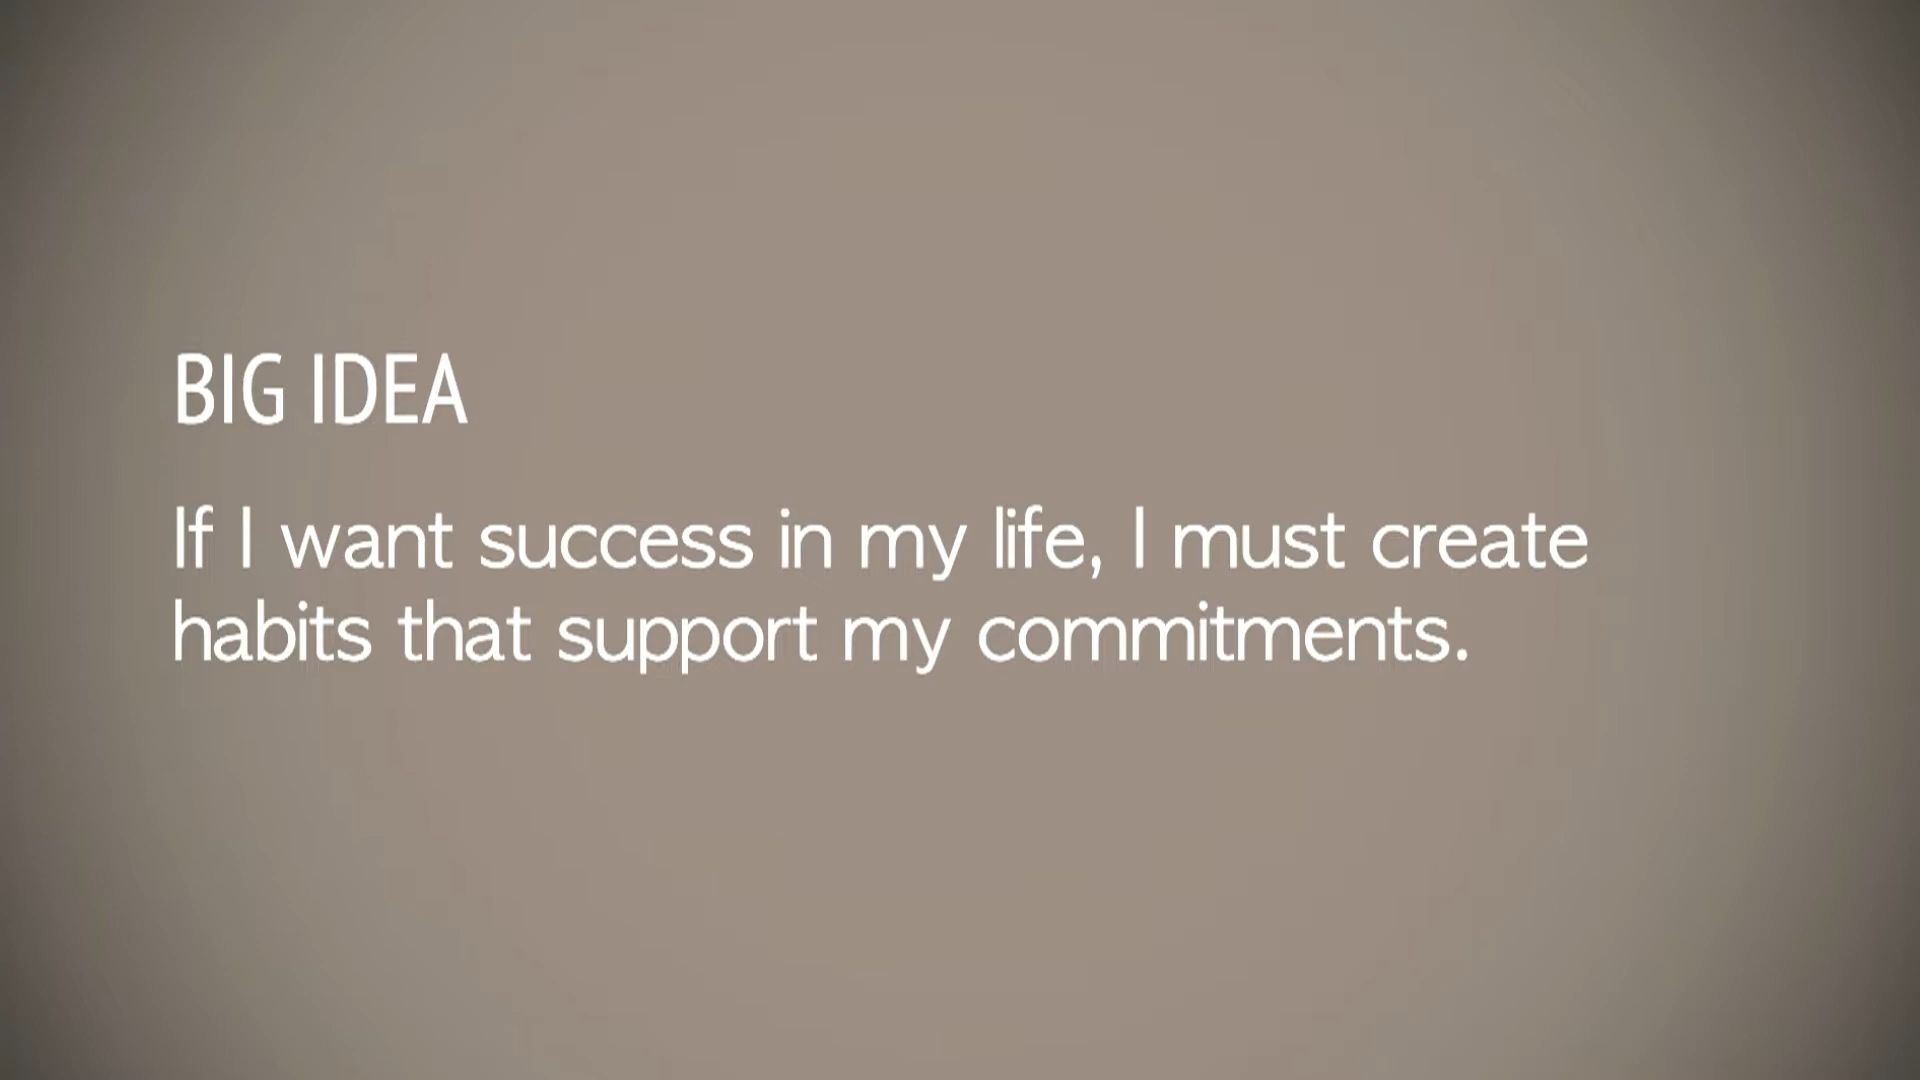 BIG IDEA
If I want success in my life, I must create
habits that support my commitments.